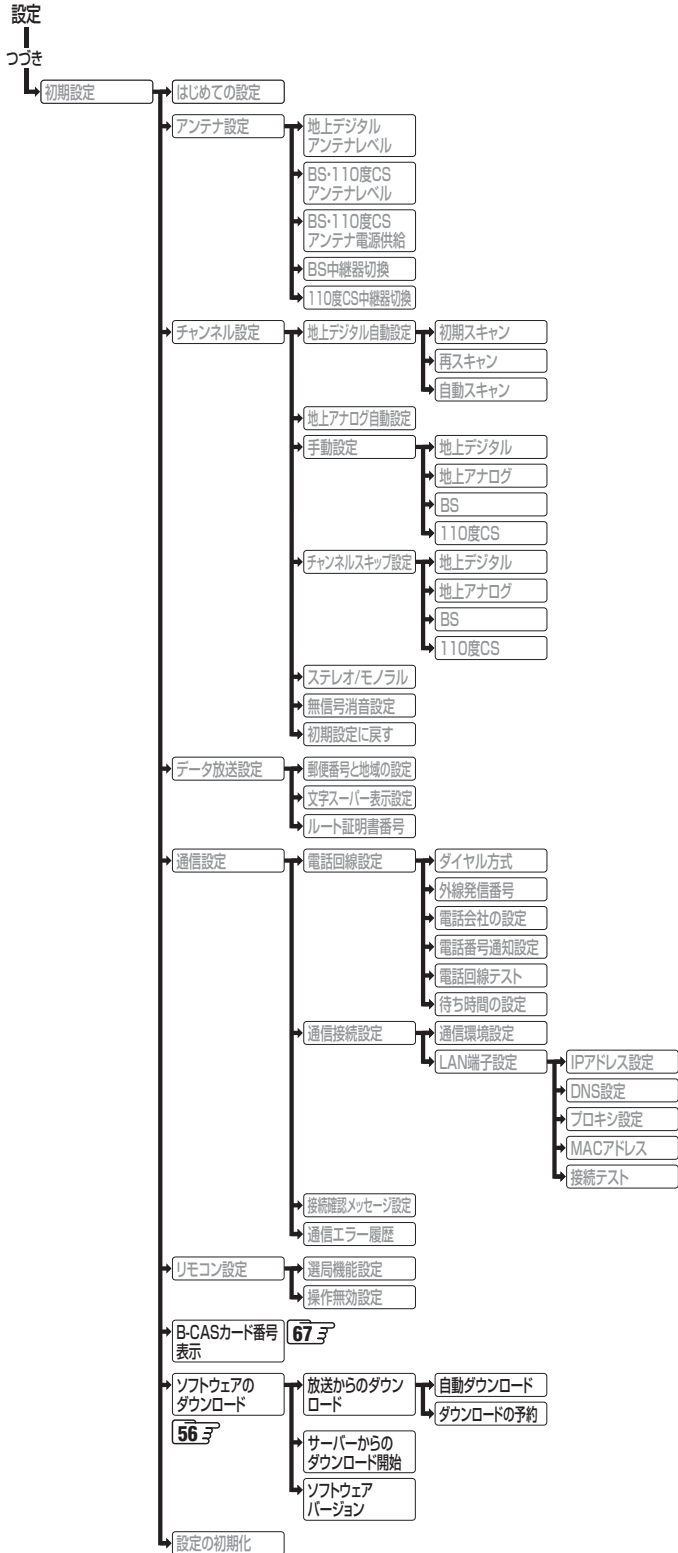 設定
つづき
初期設定
はじめての設定
アンテナ設定
地上デジタル
アンテナレベル
BS・110度CS
アンテナレベル
BS・110度CS
アンテナ電源供給
BS中継器切換
110度CS中継器切換
チャンネル設定
地上デジタル自動設定
初期スキャン
再スキャン
自動スキャン
地上アナログ自動設定
手動設定
地上デジタル
地上アナログ
BS
110度CS
チャンネルスキップ設定
地上デジタル
地上アナログ
BS
110度CS
ステレオ/モノラル
無信号消音設定
初期設定に戻す
データ放送設定
郵便番号と地域の設定
文字スーパー表示設定
ルート証明書番号
通信設定
電話回線設定
ダイヤル方式
外線発信番号
電話会社の設定
電話番号通知設定
電話回線テスト
待ち時間の設定
通信接続設定
通信環境設定
LAN端子設定
IPアドレス設定
DNS設定
プロキシ設定
MACアドレス
接続テスト
接続確認メッセージ設定
通信エラー履歴
リモコン設定
選局機能設定
操作無効設定
B-CASカード番号
表示
67
ソフトウェアの
ダウンロード
56
放送からのダウン
ロード
自動ダウンロード
ダウンロードの予約
サーバーからの
ダウンロード開始
ソフトウェア
バージョン
設定の初期化